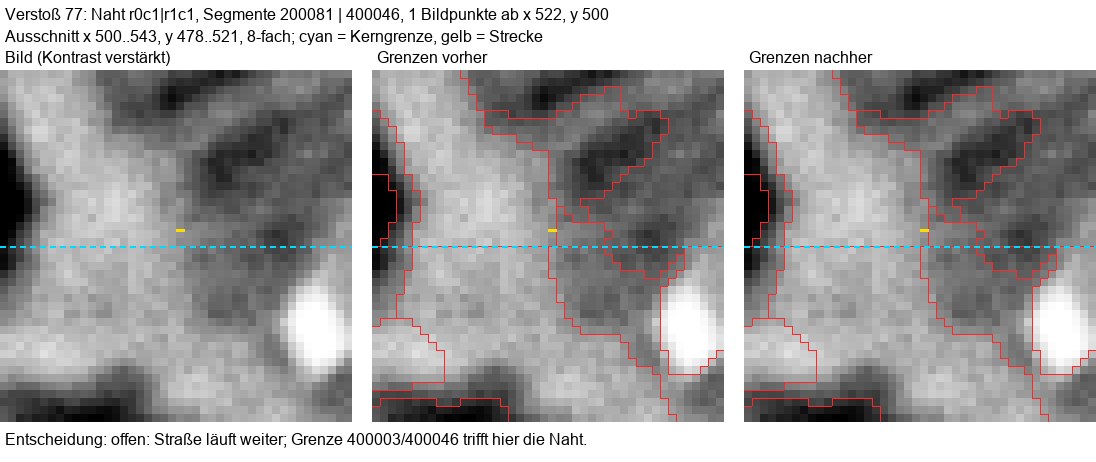 Verstoß 77: Naht r0c1|r1c1, Segmente 200081 | 400046, 1 Bildpunkte ab x 522, y 500
Ausschnitt x 500..543, y 478..521, 8-fach; cyan = Kerngrenze, gelb = Strecke
Bild (Kontrast verstärkt) Grenzen vorher Grenzen nachher
Entscheidung: offen: Straße läuft weiter; Grenze 400003/400046 trifft hier die Naht.